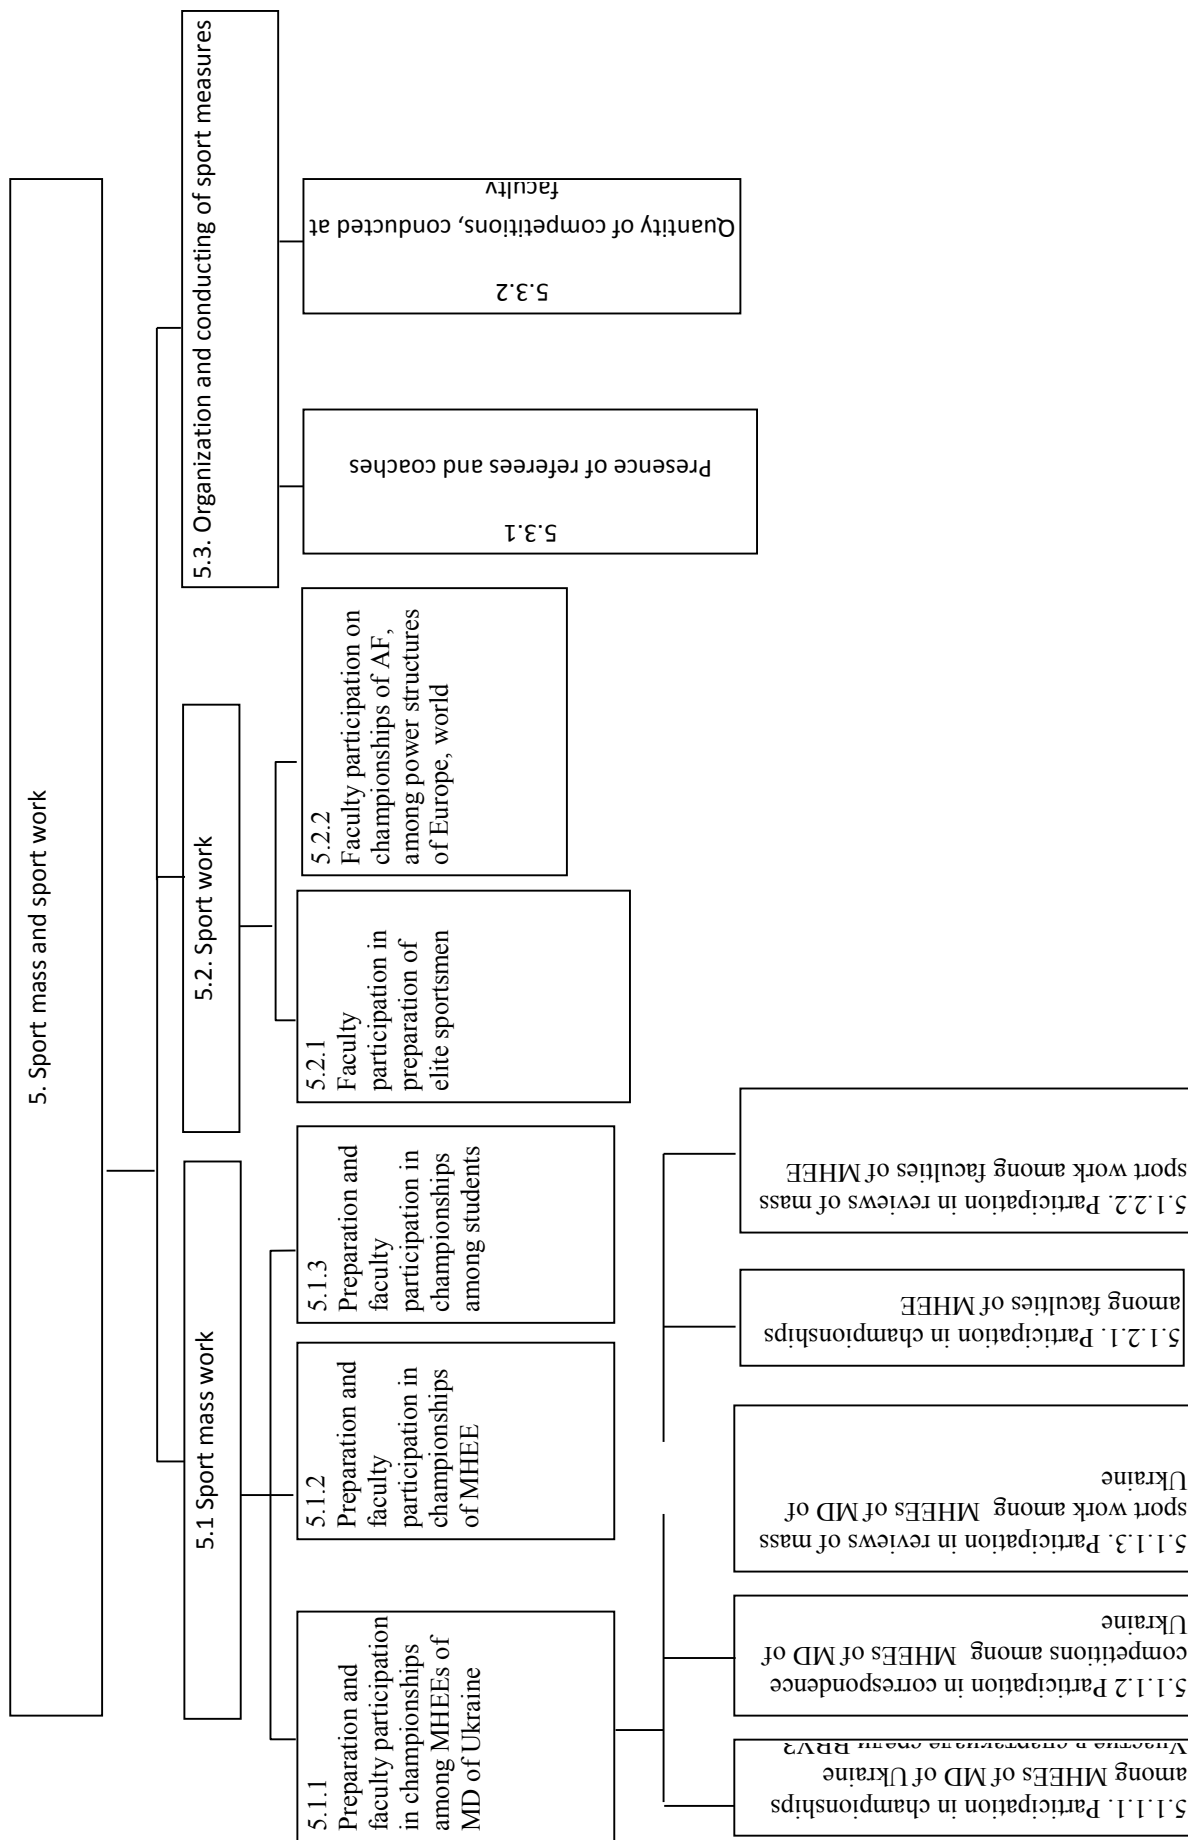 5. Sport mass and sport work
5.1 Sport mass work
5.2. Sport work
5.3. Organization and conducting of sport measures
5.1.1
Preparation and
faculty participation
in championships
among MHEEs of
MD of Ukraine
5.1.2
Preparation and
faculty
participation in
championships
of MHEE
5.1.3
Preparation and
faculty
participation in
championships
among students
5.2.1
Faculty
participation in
preparation of
elite sportsmen
5.2.2
Faculty participation on
championships of AF,
among power structures
of Europe, world
5.3.1
Presence of referees and coaches
5.3.2
Quantity of competitions, conducted at
faculty
5.1.1.1. Participation in championships
among MHEEs of MD of Ukraine
Участие в спартакиаде среди ВВУЗ
5.1.1.2 Participation in correspondence
competitions among MHEEs of MD of
Ukraine
5.1.1.3. Participation in reviews of mass
sport work among MHEEs of MD of
Ukraine
5.1.2.1. Participation in championships
among faculties of MHEE
5.1.2.2. Participation in reviews of mass
sport work among faculties of MHEE